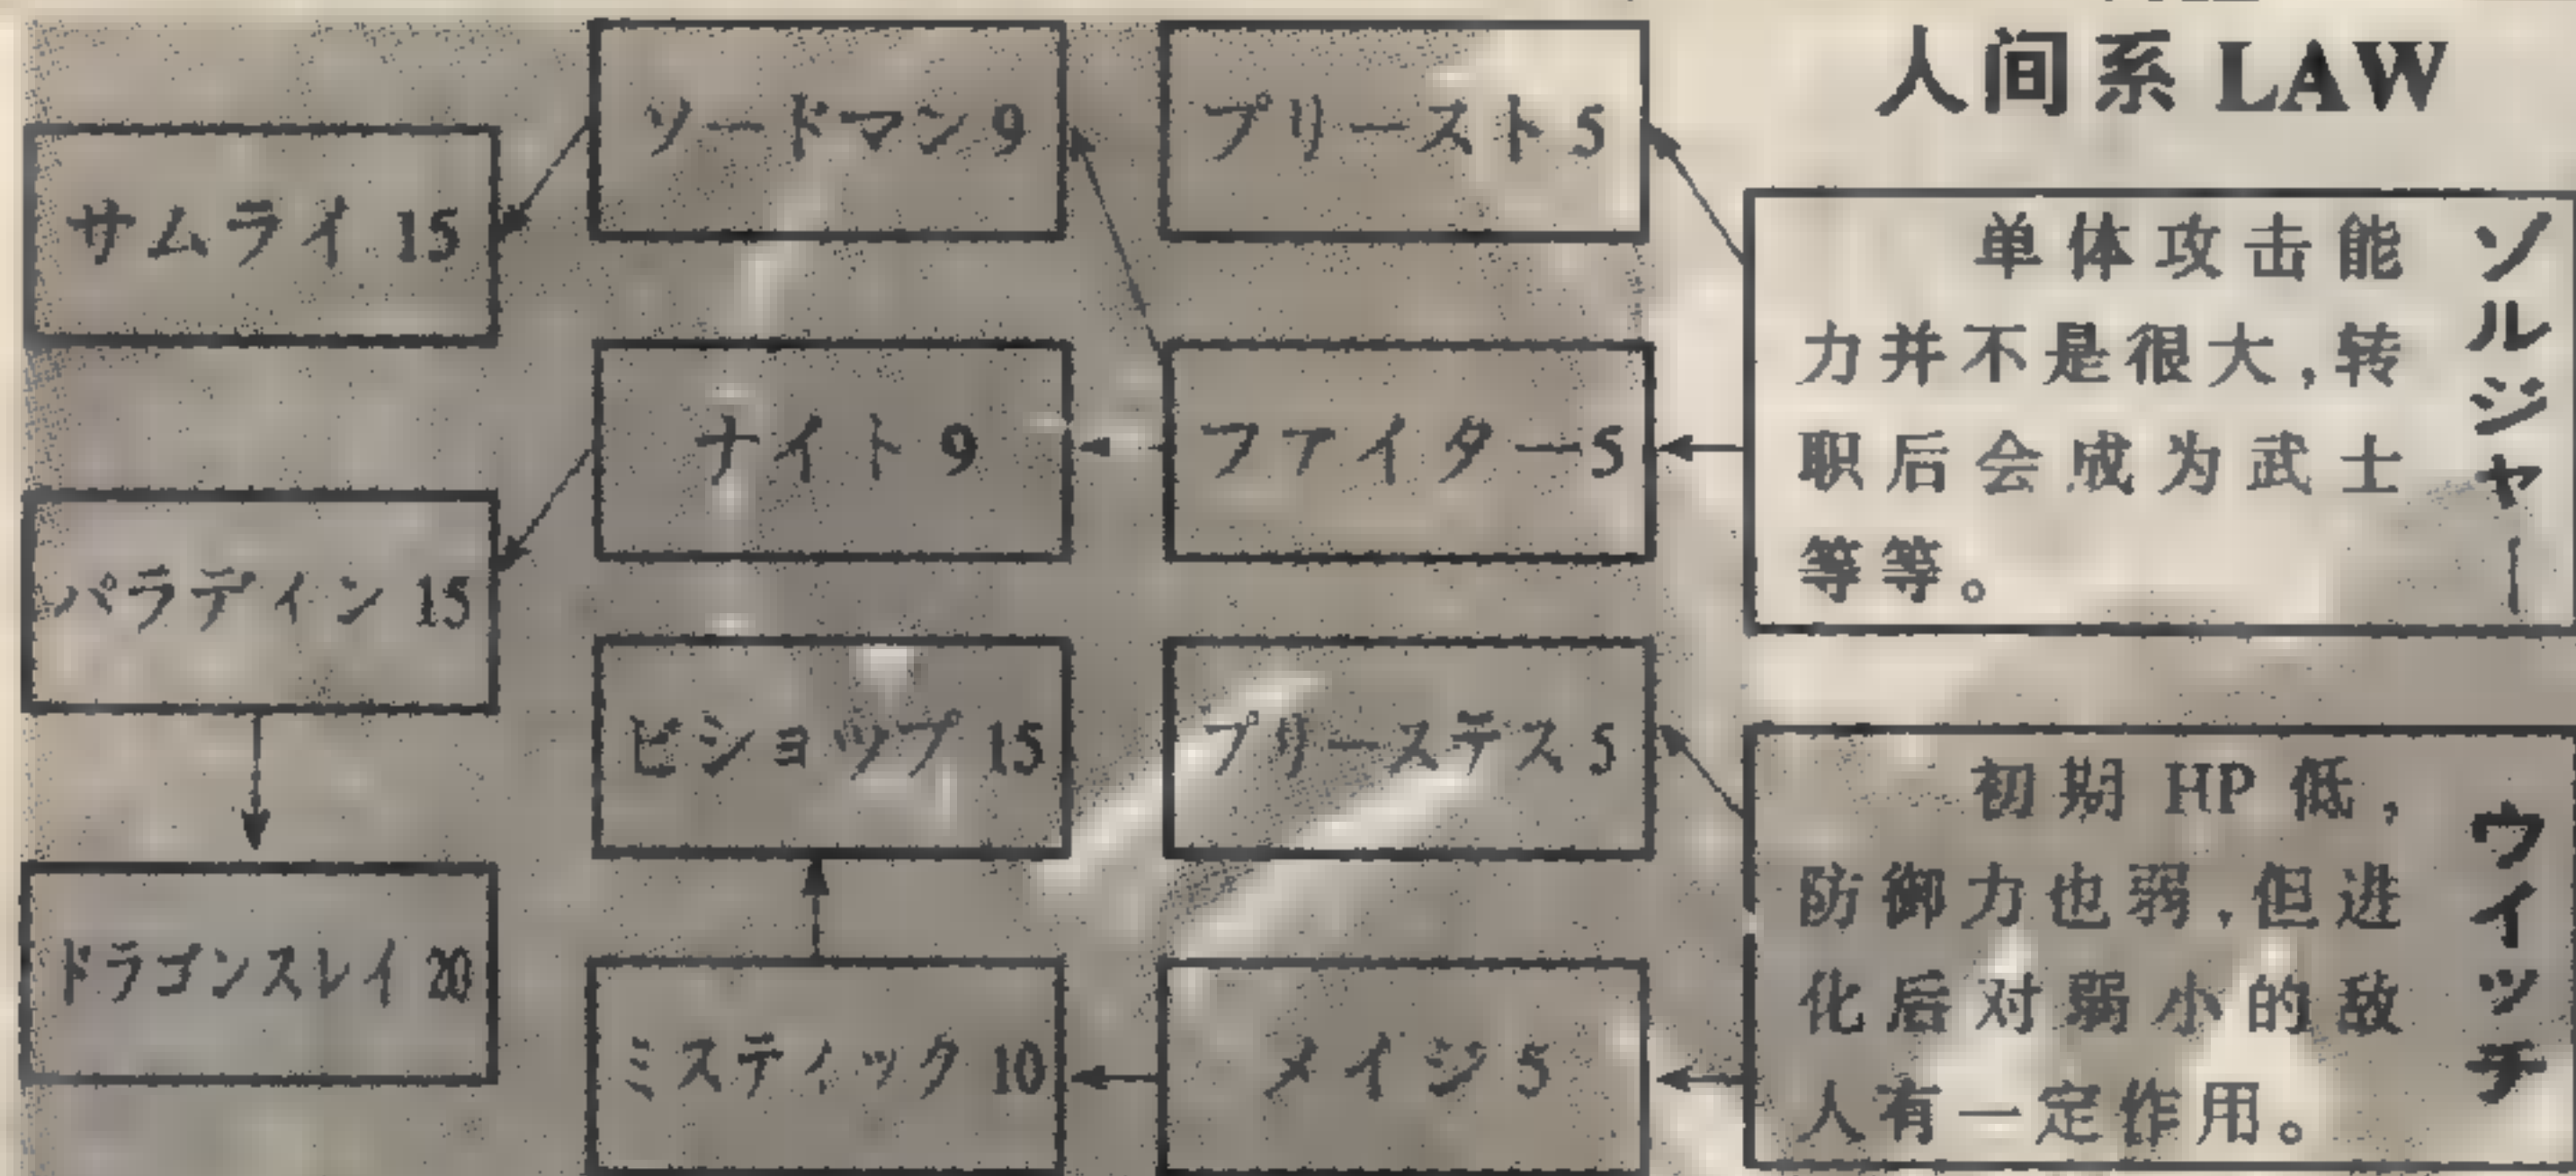 人间系 LAW
ソルジャー
单体攻击能
力并不是很大,转
职后会成为武士
等等。
プリースト 5
ファイター5
ソードマン 9
ナイト 9
サムライ 15
パラデイン 15
ドラゴンスレイ 20
ウイッチ
初期 HP 低,
防御力也弱,但进
化后对弱小的敌
人有一定作用。
プリーステス 5
メイジ 5
ミスティック 10
ビショップ 15